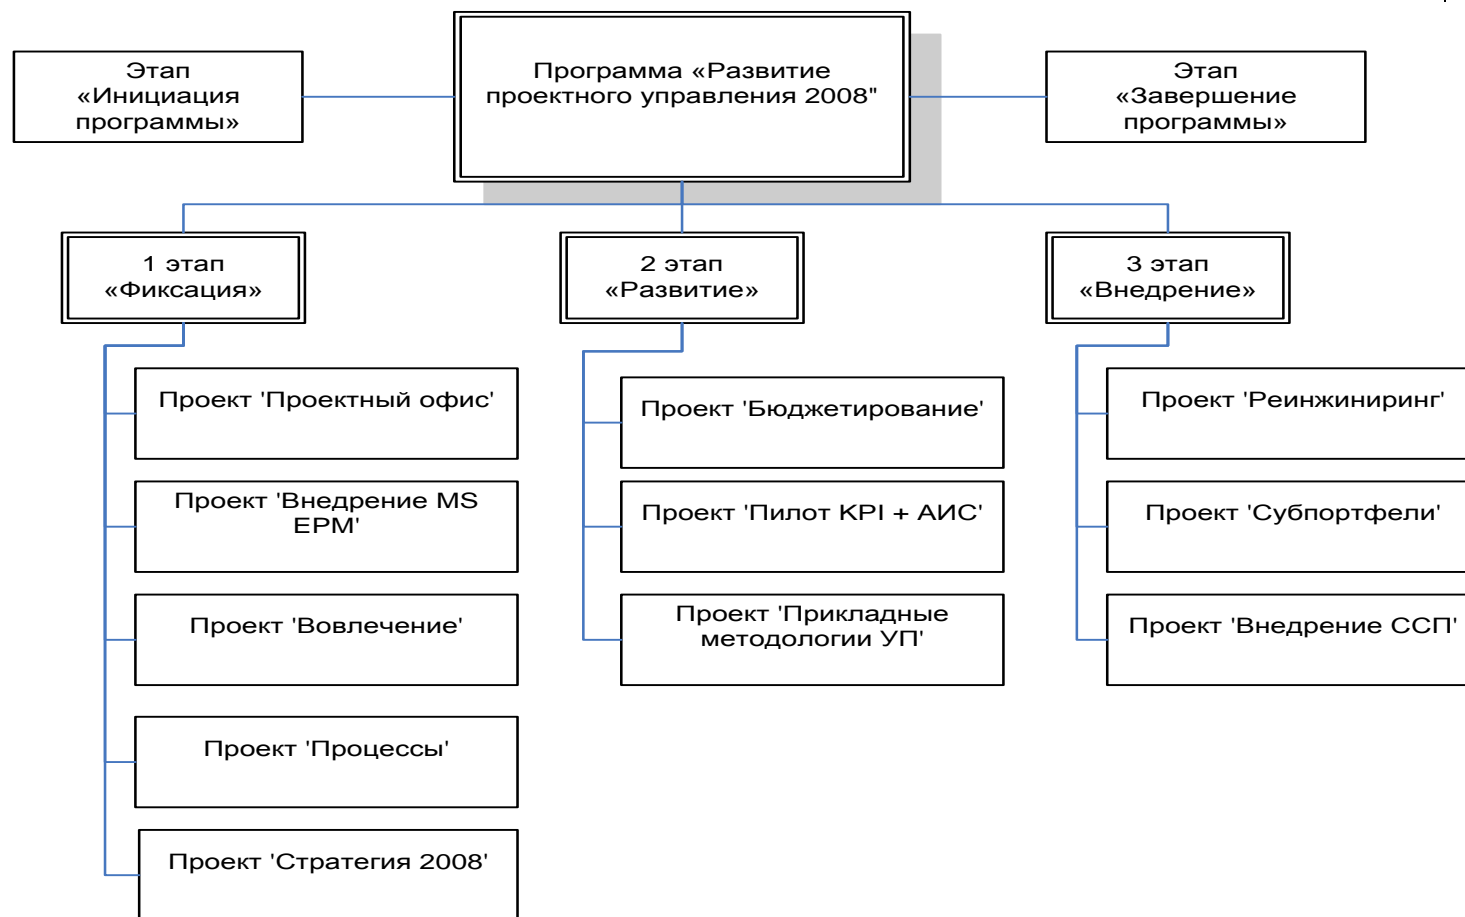 Этап
«Инициация
программы»
Программа «Развитие
проектного управления 2008"
Этап
«Завершение
программы»
1 этап
«Фиксация»
2 этап
«Развитие»
3 этап
«Внедрение»
Проект 'Проектный офис'
Проект 'Внедрение MS
EPM'
Проект 'Вовлечение'
Проект 'Процессы'
Проект 'Стратегия 2008'
Проект 'Бюджетирование'
Проект 'Пилот KPI + АИС'
Проект 'Прикладные
методологии УП'
Проект 'Реинжиниринг'
Проект 'Субпортфели'
Проект 'Внедрение ССП'